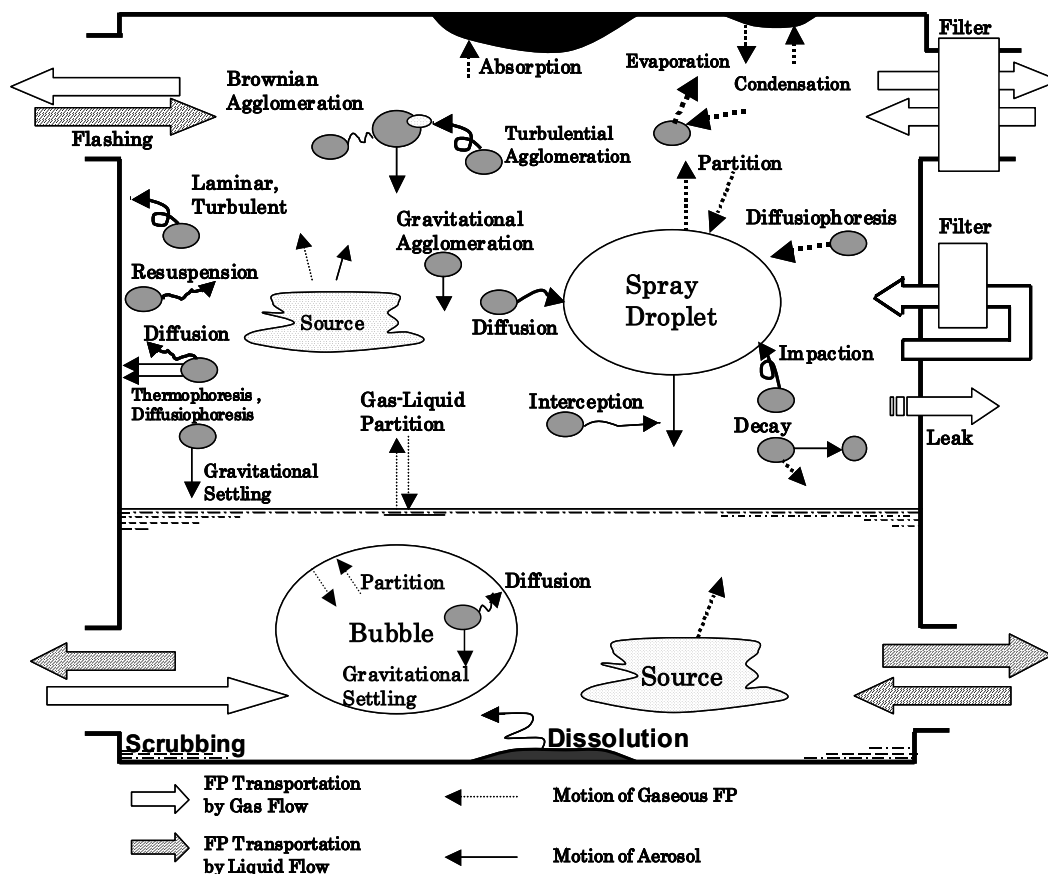 Filter
Absorption
Evaporation
Condensation
Brownian
Agglomeration
Flashing
Turbulential
Agglomeration
Partition
Laminar,
Turbulent
Gravitational
Agglomeration
Diffusiophoresis
Filter
Resuspension
Source
Diffusion
Spray
Droplet
Diffusion
Impaction
Thermophoresis ,
Diffusiophoresis
Gas-Liquid
Partition
Interception
Decay
Leak
Gravitational
Settling
Partition
Diffusion
Bubble
Gravitational
Settling
Source
Scrubbing
Dissolution
FP Transportation
by Gas Flow
Motion of Gaseous FP
FP Transportation
by Liquid Flow
Motion of Aerosol